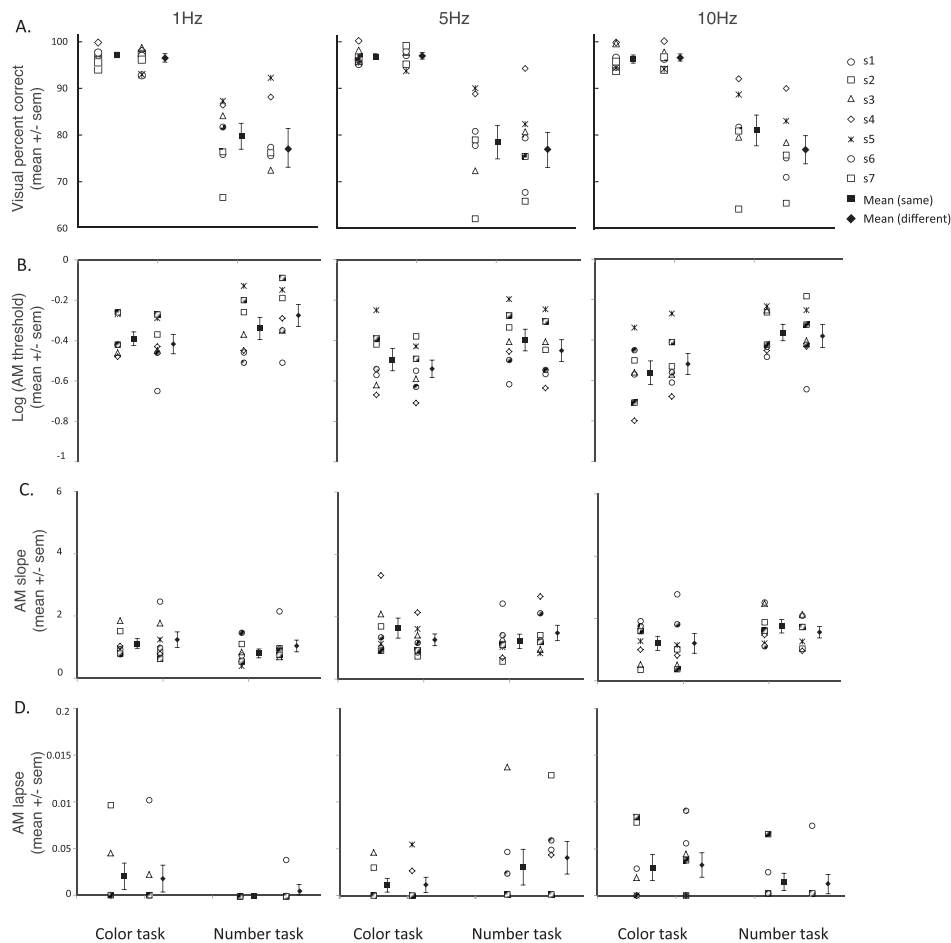 1Hz 5Hz 10Hz
A.
Visual percent correct
(mean +/- sem)
100
90
80
70
60
s1
s2
s3
s4
s5
s6
s7
Mean (same)
Mean (different)
B.
Log (AM threshold)
(mean +/- sem)
0
-0.2
-0.4
-0.6
-0.8
-1
C.
AM slope
(mean +/- sem)
6
4
2
0
D.
AM lapse
(mean +/- sem)
0.2
0.015
0.01
0.05
0
Color task Number task Color task Number task Color task Number task